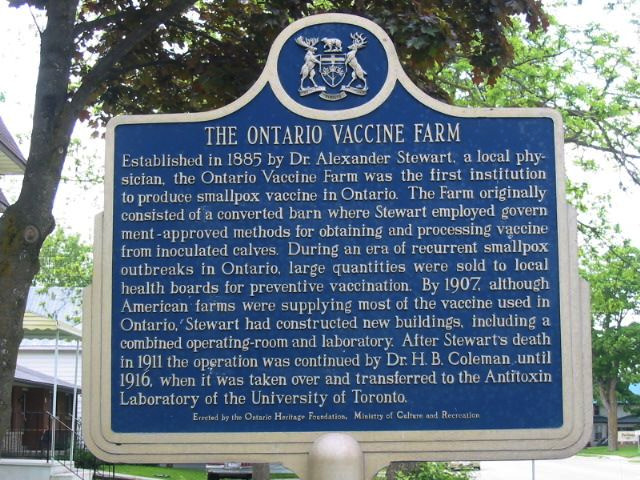 THE ONTARIO VACCINE FARM
Established in 1885 by Dr. Alexander Stewart, a local phy-
sician, the Ontario Vaccine Farm was the first institution
to produce smallpox vaccine in Ontario. The Farm originally
consisted of a converted barn where Stewart employed govern
ment-approved methods for obtaining and processing vaccine
from inoculated calves. During an era of recurrent smallpox
outbreaks in Ontario, large quantities were sold to local
health boards for preventive vaccination. By 1907, although
American farms were supplying most of the vaccine used in
Ontario, Stewart had constructed new buildings, including a
combined operating-room and laboratory. After Stewart's death
in 1911 the operation was continued by Dr. H. B. Coleman until
1916, when it was taken over and transferred to the Antitoxin
Laboratory of the University of Toronto.
Erected by the Ontario Heritage Foundation, Ministry of Culture and Recreation